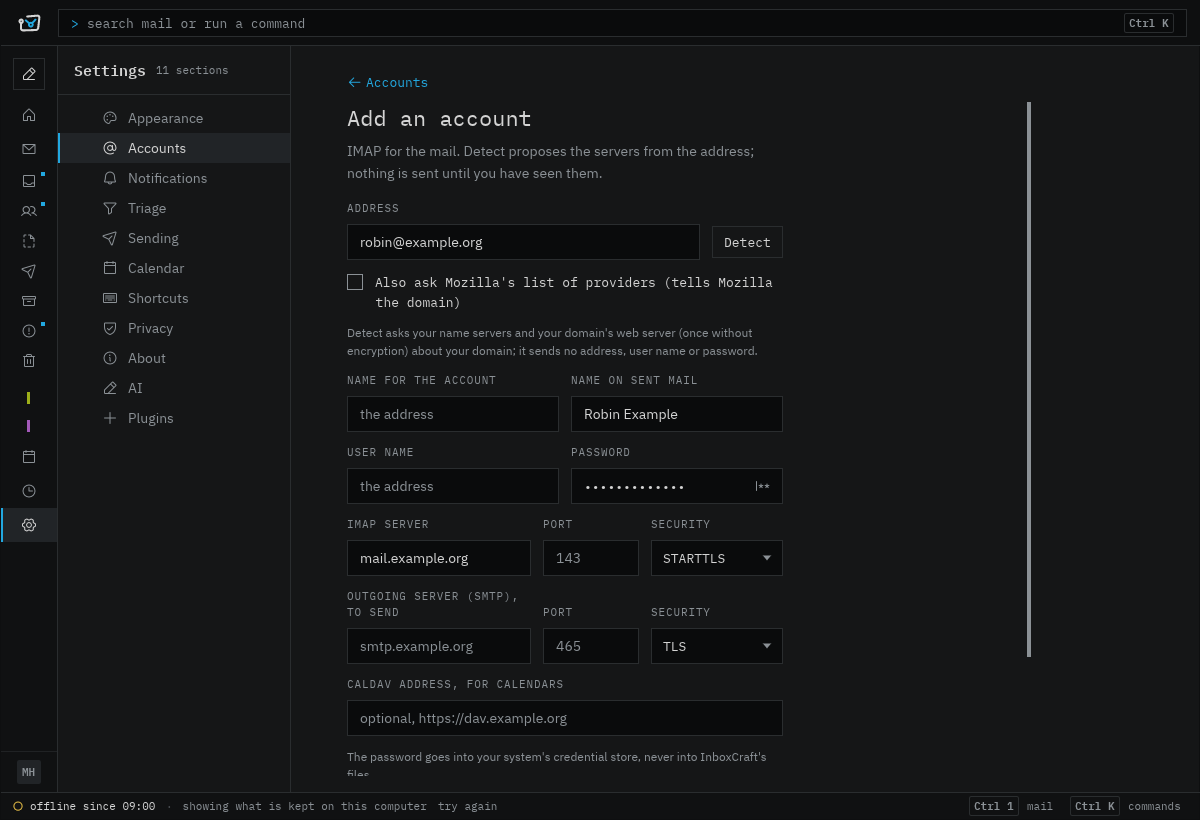 > search mail or run a command
Ctrl K
Settings 11 sections
Appearance
Accounts
Notifications
Triage
Sending
Calendar
Shortcuts
Privacy
About
AI
Plugins
MH
← Accounts
Add an account
IMAP for the mail. Detect proposes the servers from the address;
nothing is sent until you have seen them.
ADDRESS
robin@example.org
Detect
Also ask Mozilla's list of providers (tells Mozilla
the domain)
Detect asks your name servers and your domain's web server (once without
encryption) about your domain; it sends no address, user name or password.
NAME FOR THE ACCOUNT
NAME ON SENT MAIL
the address
Robin Example
USER NAME
PASSWORD
the address
•••••••••••••
IMAP SERVER
PORT
SECURITY
mail.example.org
143
STARTTLS
OUTGOING SERVER (SMTP),
TO SEND
PORT
SECURITY
smtp.example.org
465
TLS
CALDAV ADDRESS, FOR CALENDARS
optional, https://dav.example.org
The password goes into your system's credential store, never into InboxCraft's
files.
offline since 09:00 · showing what is kept on this computer try again
Ctrl 1 mail Ctrl K commands